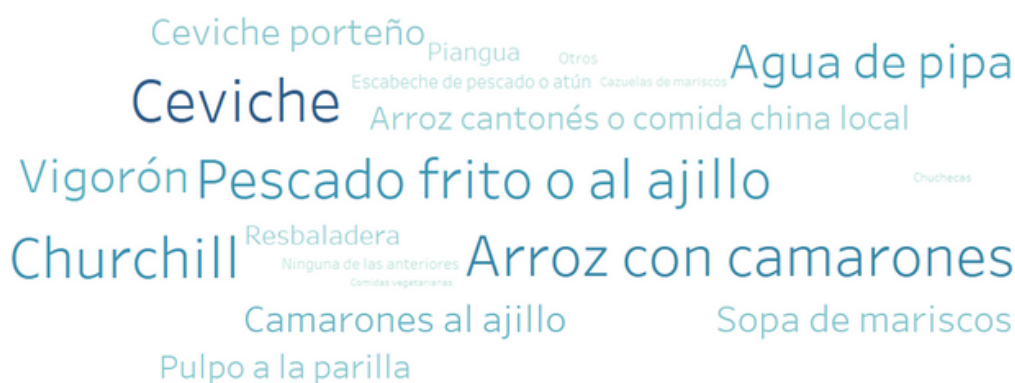 Ceviche porteño
Piangua
Otros
Agua de pipa
Escabeche de pescado o atún
Cazuelas de mariscos
Ceviche
Arroz cantonés o comida china local
Vigorón
Pescado frito o al ajillo
Chuchecas
Churchill
Resbaladera
Ninguna de las anteriores
Comidas vegetarianas
Arroz con camarones
Camarones al ajillo
Sopa de mariscos
Pulpo a la parilla